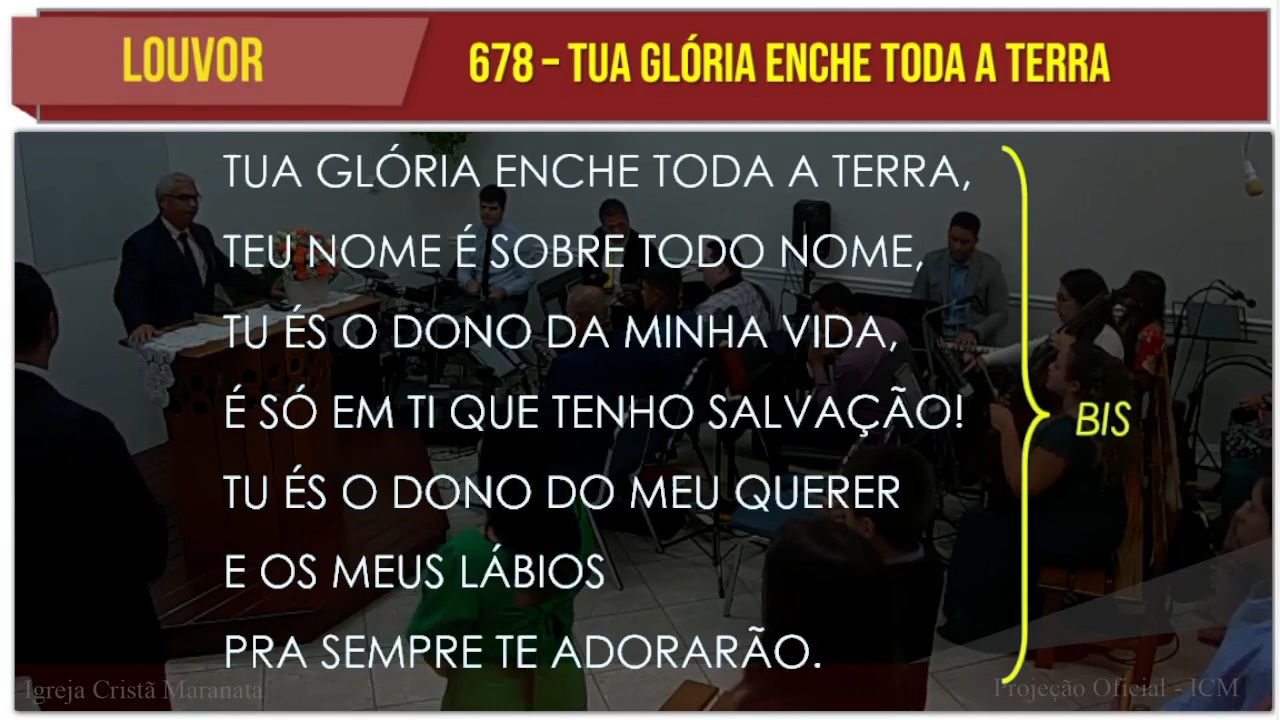 LOUVOR
678 – TUA GLÓRIA ENCHE TODA A TERRA
TUA GLÓRIA ENCHE TODA A TERRA,
TEU NOME É SOBRE TODO NOME,
TU ÉS O DONO DA MINHA VIDA,
É SÓ EM TI QUE TENHO SALVAÇÃO!
TU ÉS O DONO DO MEU QUERER
E OS MEUS LÁBIOS
PRA SEMPRE TE ADORARÃO.
BIS
Igreja Cristã Maranata
Projeção Oficial - ICM